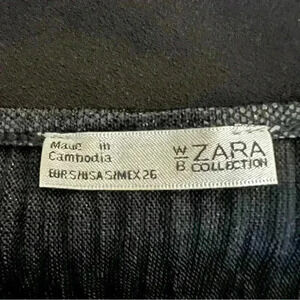 Made in
Cambodia
EUR S/USA S/MEX 26
W/B ZARA
COLLECTION